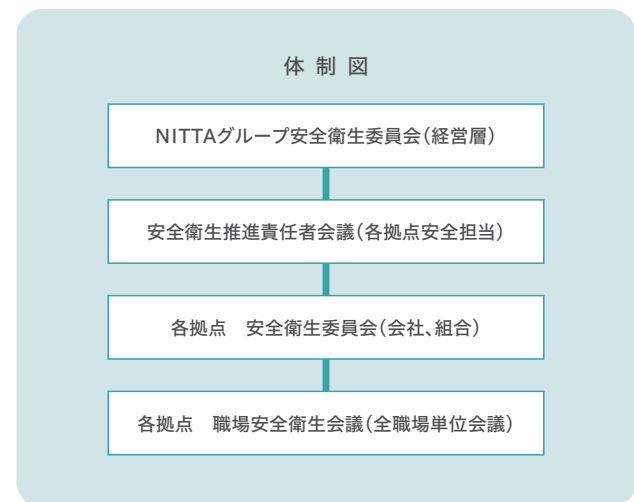 体制図
NITTAグループ安全衛生委員会(経営層)
安全衛生推進責任者会議(各拠点安全担当)
各拠点　安全衛生委員会(会社、組合)
各拠点　職場安全衛生会議(全職場単位会議)